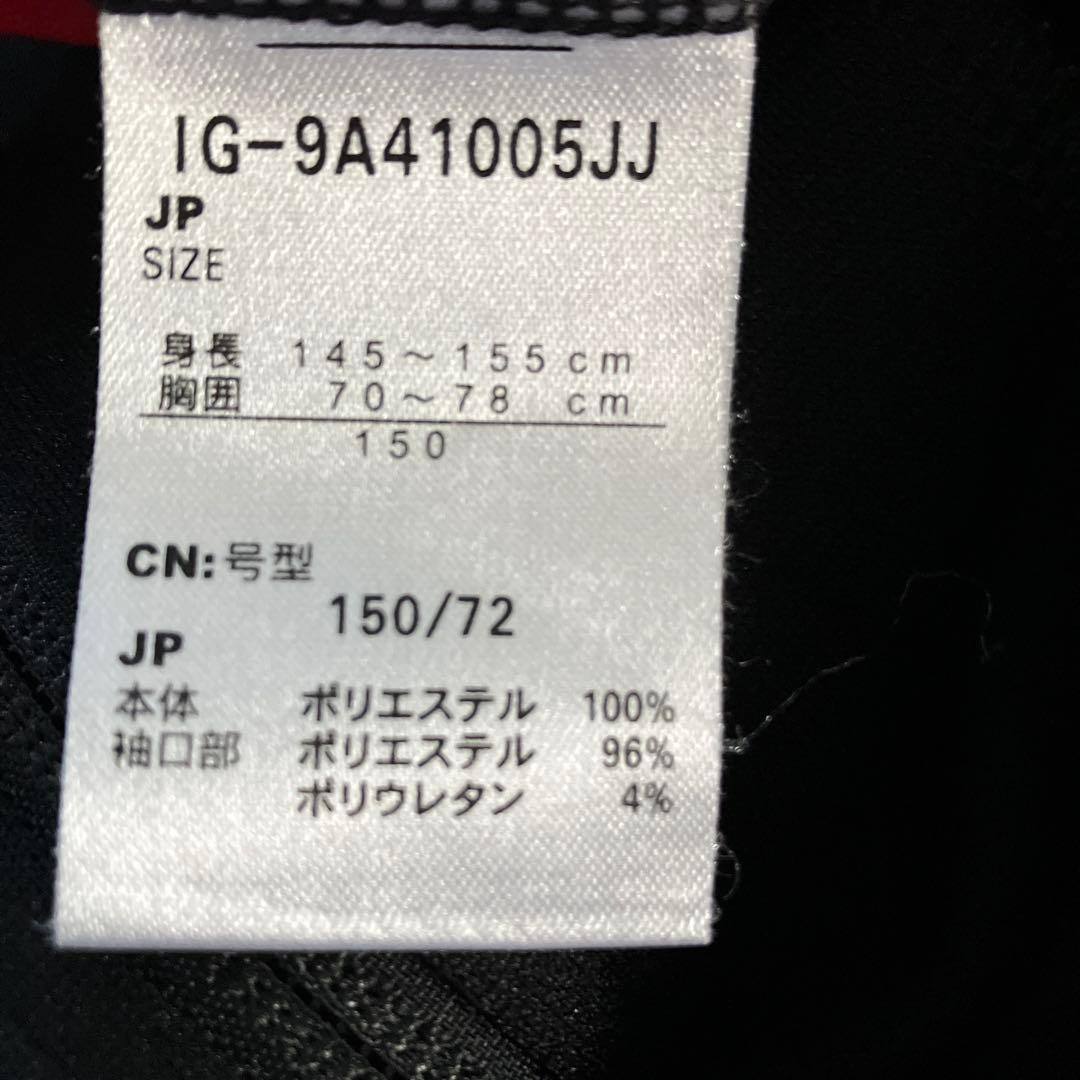 IG-9A41005JJ
JP
SIZE
身長 145～155cm
胸囲 70～78 cm
150
CN:号型
150/72
JP
本体 ポリエステル 100%
袖口部 ポリエステル 96%
ポリウレタン 4%